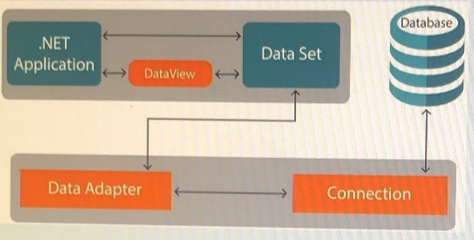 .NET
Application
DataView
Data Set
Database
Data Adapter
Connection